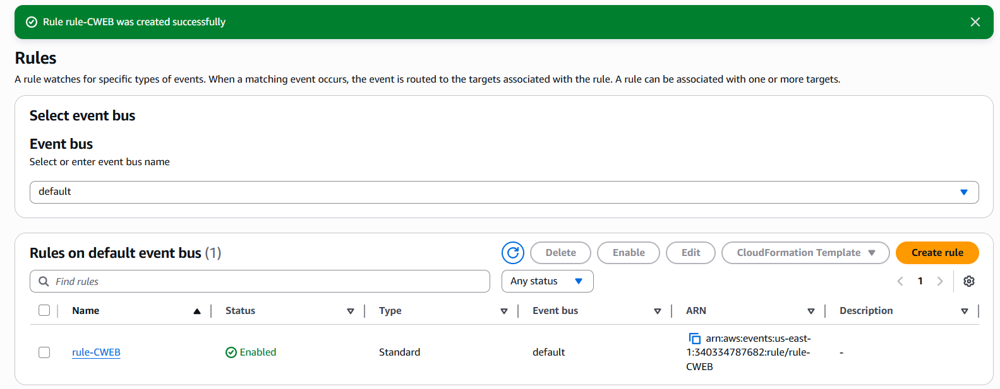 Rule rule-CWEB was created successfully
Rules
A rule watches for specific types of events. When a matching event occurs, the event is routed to the targets associated with the rule. A rule can be associated with one or more targets.
Select event bus
Event bus
Select or enter event bus name
default
Rules on default event bus (1)
Delete
Enable
Edit
CloudFormation Template
Create rule
Find rules
Any status
1
Name
Status
Type
Event bus
ARN
Description
rule-CWEB
Enabled
Standard
default
arn:aws:events:us-east-
1:340334787682:rule/rule-
CWEB
-